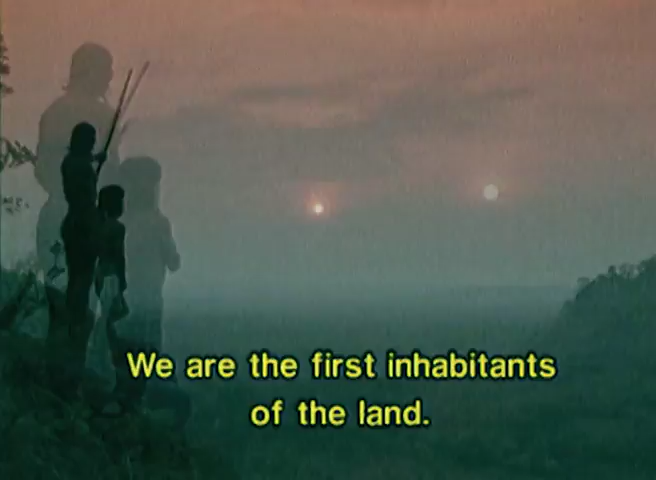 We are the first inhabitants
of the land.